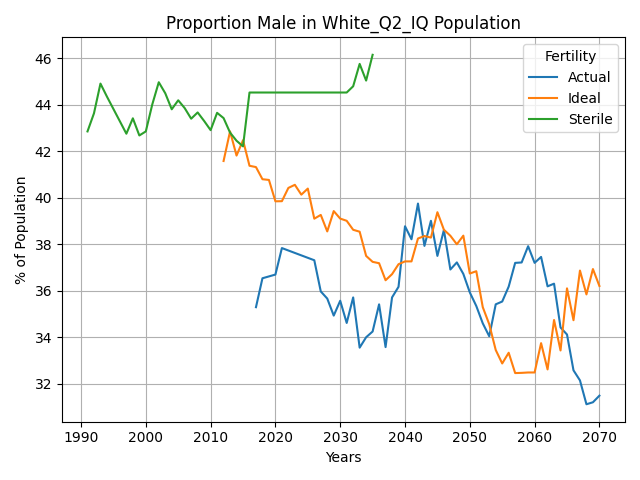 Proportion Male in White_Q2_IQ Population
Fertility
Actual
Ideal
Sterile
% of Population
46
44
42
40
38
36
34
32
1990 2000 2010 2020 2030 2040 2050 2060 2070
Years